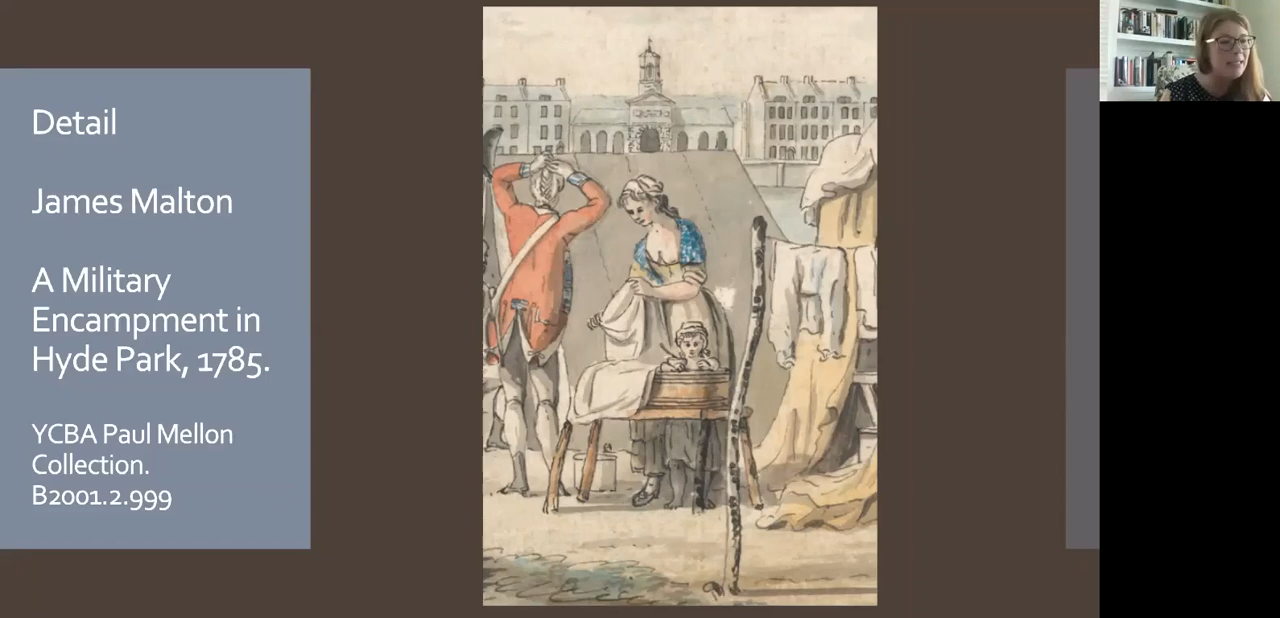 Detail
James Malton
A Military
Encampment in
Hyde Park, 1785.
YCBA Paul Mellon
Collection.
B2001.2.999